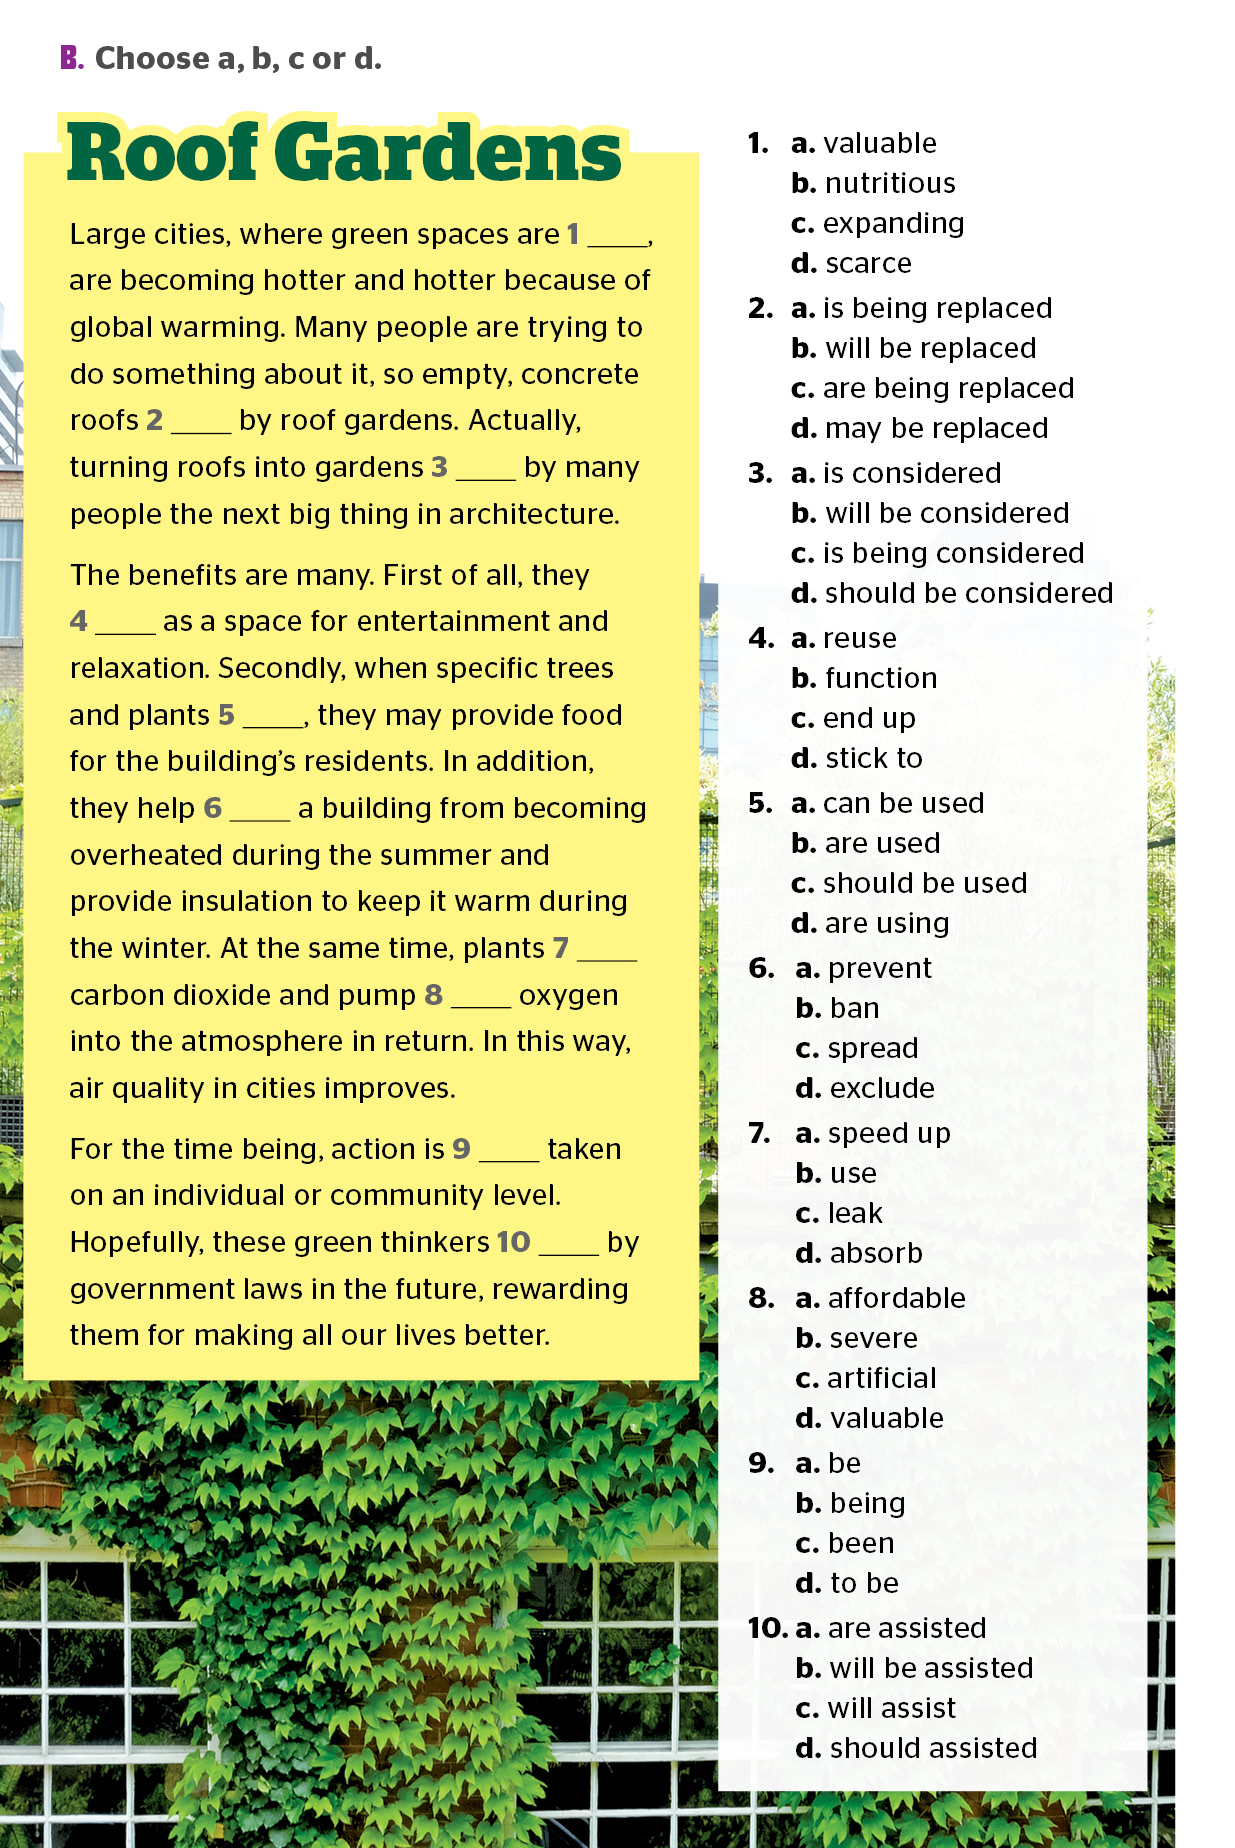 B. Choose a, b, c or d.
Roof Gardens
Large cities, where green spaces are 1 ____,
are becoming hotter and hotter because of
global warming. Many people are trying to
do something about it, so empty, concrete
roofs 2 ____ by roof gardens. Actually,
turning roofs into gardens 3 ____ by many
people the next big thing in architecture.
The benefits are many. First of all, they
4 ____ as a space for entertainment and
relaxation. Secondly, when specific trees
and plants 5 ____, they may provide food
for the building's residents. In addition,
they help 6 ____ a building from becoming
overheated during the summer and
provide insulation to keep it warm during
the winter. At the same time, plants 7 ____
carbon dioxide and pump 8 ____ oxygen
into the atmosphere in return. In this way,
air quality in cities improves.
For the time being, action is 9 ____ taken
on an individual or community level.
Hopefully, these green thinkers 10 ____ by
government laws in the future, rewarding
them for making all our lives better.
1. a. valuable
b. nutritious
c. expanding
d. scarce
2. a. is being replaced
b. will be replaced
c. are being replaced
d. may be replaced
3. a. is considered
b. will be considered
c. is being considered
d. should be considered
4. a. reuse
b. function
c. end up
d. stick to
5. a. can be used
b. are used
c. should be used
d. are using
6. a. prevent
b. ban
c. spread
d. exclude
7. a. speed up
b. use
c. leak
d. absorb
8. a. affordable
b. severe
c. artificial
d. valuable
9. a. be
b. being
c. been
d. to be
10. a. are assisted
b. will be assisted
c. will assist
d. should assisted